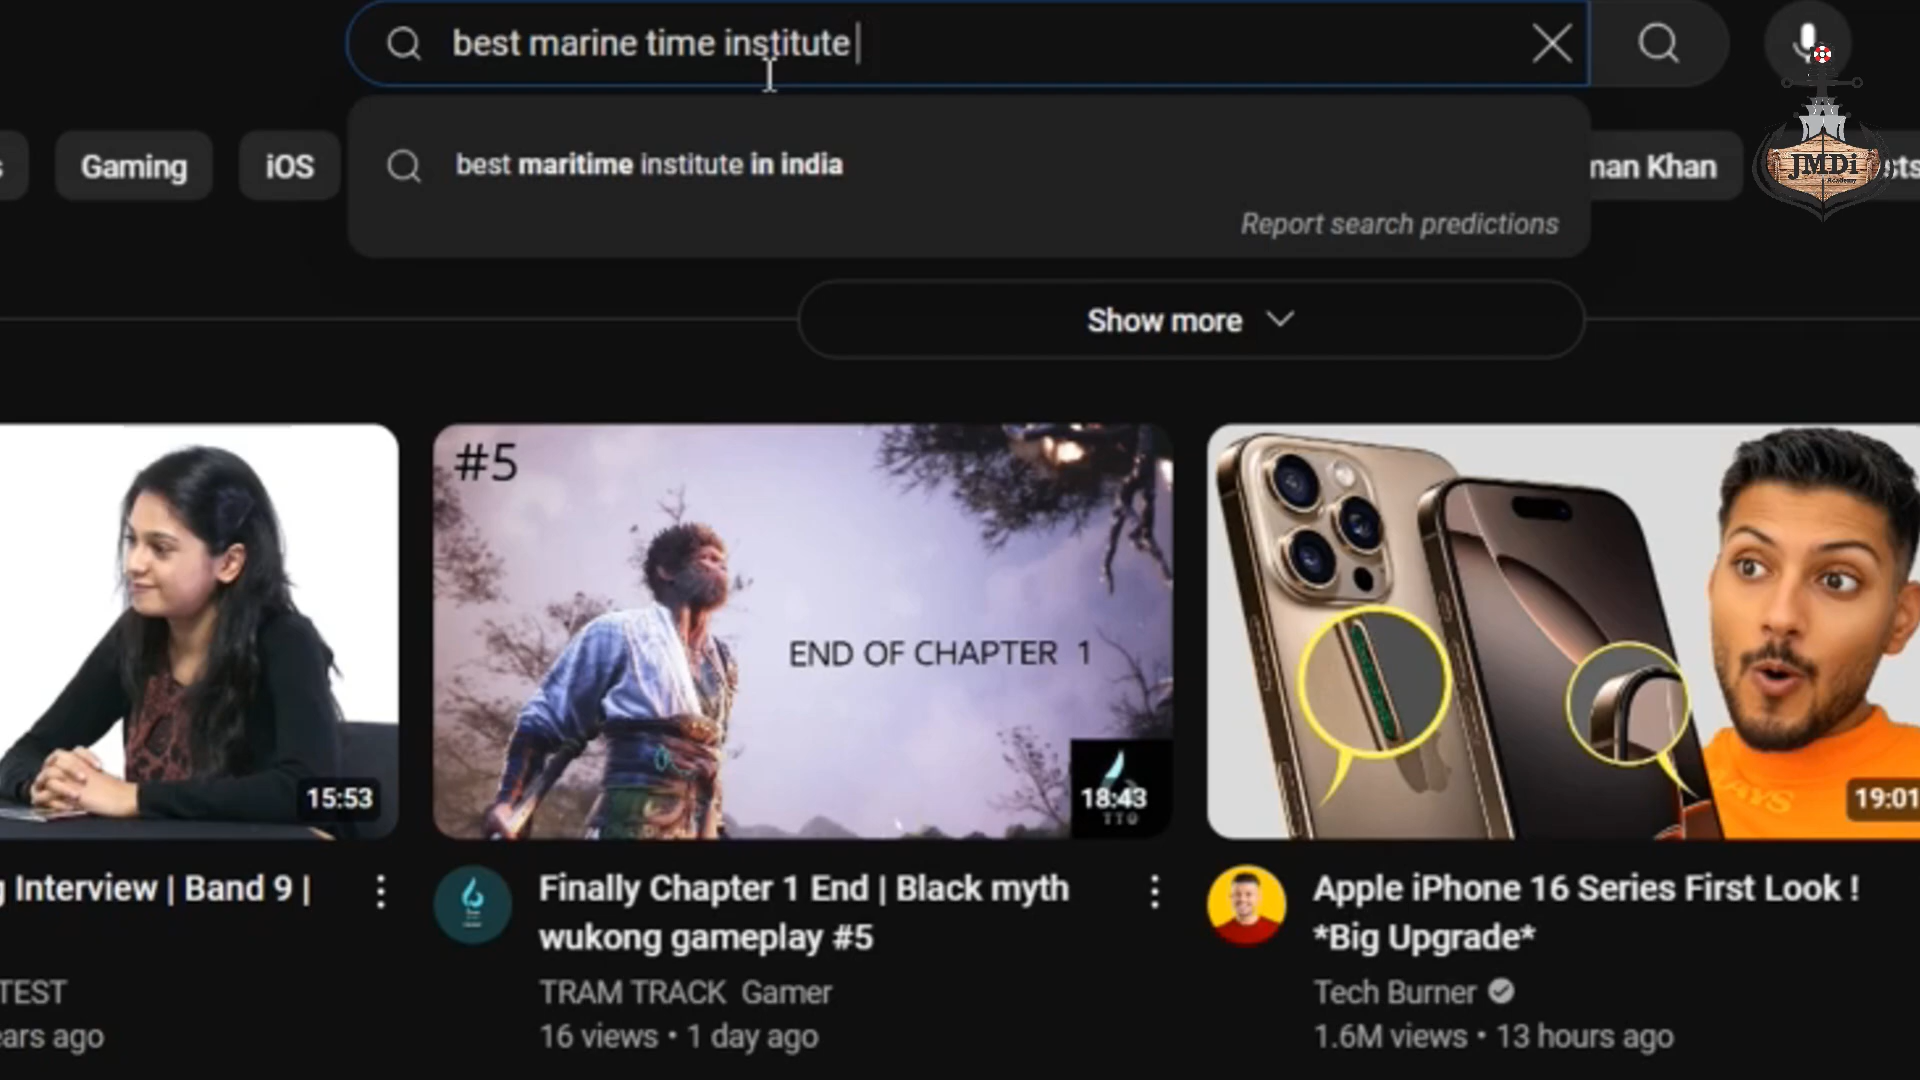 best marine time institute
best maritime institute in india
Report search predictions
Gaming
iOS
Khan
JMDi
Academy
Show more
#5
END OF CHAPTER 1
15:53
18:43
TTG
19:01
Interview | Band 9 |
Finally Chapter 1 End | Black myth
wukong gameplay #5
Apple iPhone 16 Series First Look !
*Big Upgrade*
TEST
TRAM TRACK Gamer
Tech Burner
ago
16 views • 1 day ago
1.6M views • 13 hours ago